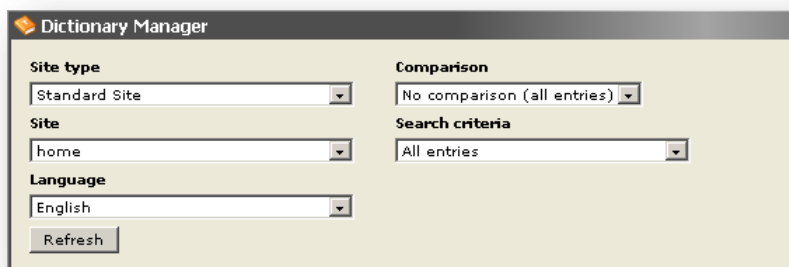 Dictionary Manager
Site type
Standard Site
Site
home
Language
English
Refresh
Comparison
No comparison (all entries)
Search criteria
All entries